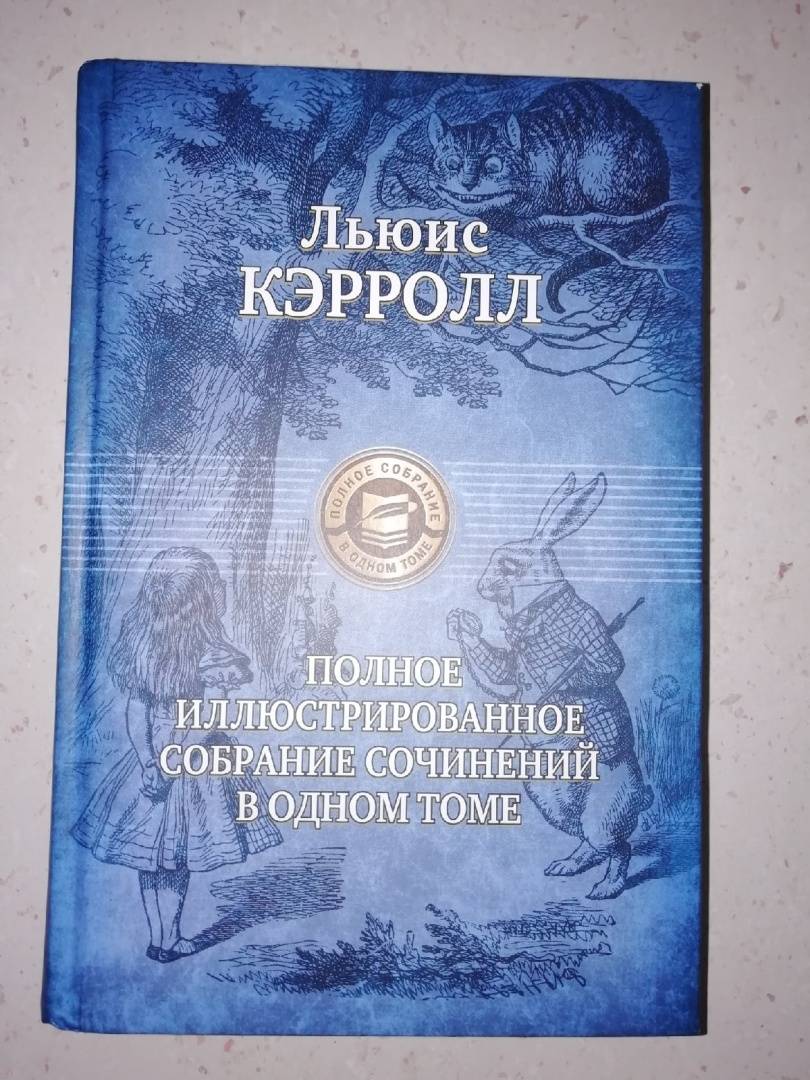 Льюис
КЭРРОЛЛ
ПОЛНОЕ СОБРАНИЕ
В ОДНОМ ТОМЕ
ПОЛНОЕ
ИЛЛЮСТРИРОВАННОЕ
СОБРАНИЕ СОЧИНЕНИЙ
В ОДНОМ ТОМЕ